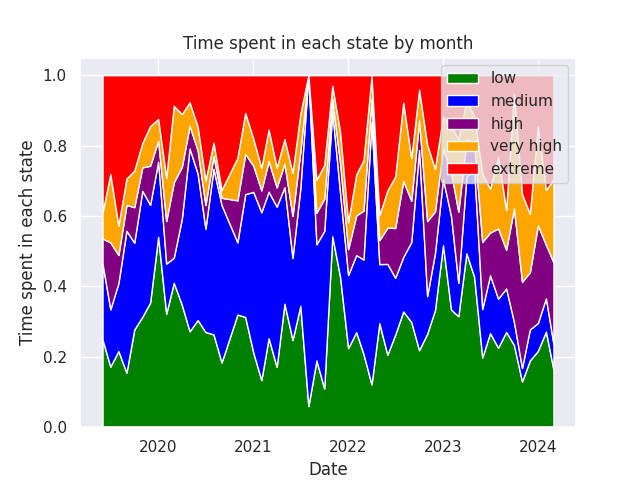 Time spent in each state by month
low
medium
high
very high
extreme
Time spent in each state
1.0
0.8
0.6
0.4
0.2
0.0
2020 2021 2022 2023 2024
Date